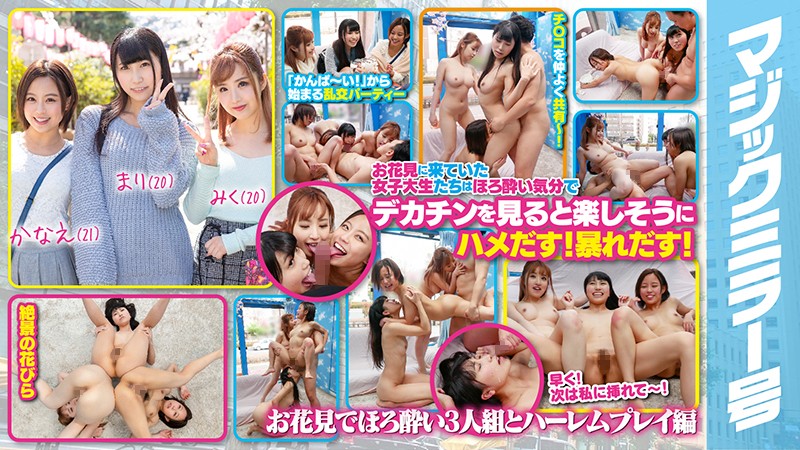 マジックミラー号
かなえ(21)
まり(20)
みく(20)
「かんぱ～い!」から
始まる乱交パーティー
チ○コを仲よく共有～!
お花見に来ていた
女子大生たちはほろ酔い気分で
デカチンを見ると楽しそうに
ハメだす!暴れだす!
絶景の花びら
早く!
次は私に挿れて～!
お花見でほろ酔い3人組とハーレムプレイ編